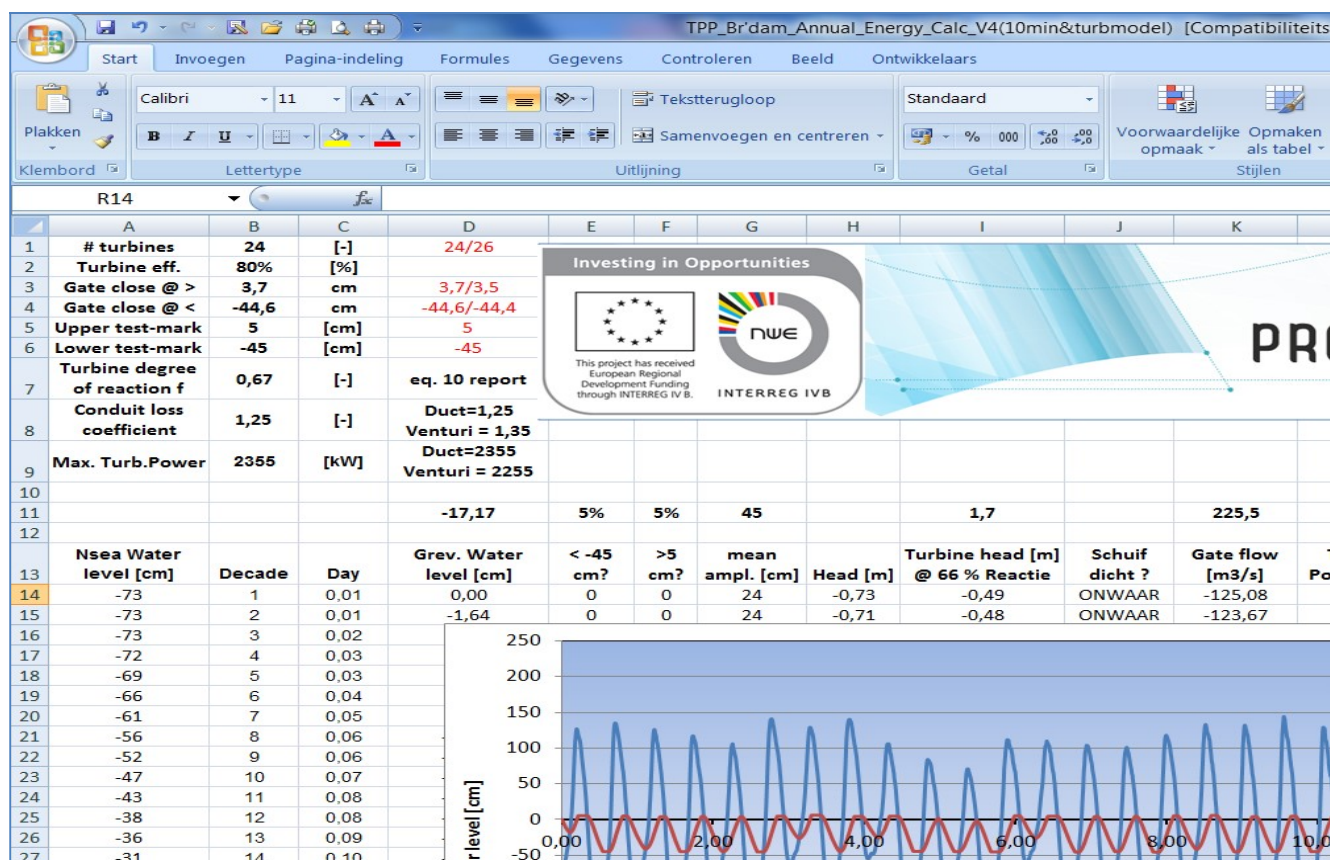 TPP_Br'dam_Annual_Energy_Calc_V4(10min&turbmodel) [Compatibiliteits
Start Invoegen Pagina-indeling Formules Gegevens Controleren Beeld Ontwikkelaars
Plakken
Calibri 11 A A
B I U A
Tekstterugloop
Samenvoegen en centreren
Standaard
% 000 ,00 ,0
Voorwaardelijke opmaak
Opmaken als tabel
Klembord Lettertype Uitlijning Getal Stijlen
R14 fx
A B C D E F G H I J K
1 # turbines 24 [-] 24/26
2 Turbine eff. 80% [%]
3 Gate close @ > 3,7 cm 3,7/3,5
4 Gate close @ < -44,6 cm -44,6/-44,4
5 Upper test-mark 5 [cm] 5
6 Lower test-mark -45 [cm] -45
7 Turbine degree of reaction f 0,67 [-] eq. 10 report
8 Conduit loss coefficient 1,25 [-] Duct=1,25 Venturi = 1,35
9 Max. Turb.Power 2355 [kW] Duct=2355 Venturi = 2255
Investing in Opportunities
This project has received
European Regional
Development Funding
through INTERREG IV B.
nwe
INTERREG IVB
PR
10
11 -17,17 5% 5% 45 1,7 225,5
12
13 Nsea Water level [cm] Decade Day Grev. Water level [cm] < -45 cm? >5 cm? mean ampl. [cm] Head [m] Turbine head [m] @ 66 % Reactie Schuif dicht ? Gate flow [m3/s]
14 -73 1 0,01 0,00 0 0 24 -0,73 -0,49 ONWAAR -125,08
15 -73 2 0,01 -1,64 0 0 24 -0,71 -0,48 ONWAAR -123,67
16 -73 3 0,02
17 -72 4 0,03
18 -69 5 0,03
19 -66 6 0,04
20 -61 7 0,05
21 -56 8 0,06
22 -52 9 0,06
23 -47 10 0,07
24 -43 11 0,08
25 -38 12 0,08
26 -36 13 0,09
27 -31 14 0,10
250
200
150
100
50
0
-50
0,00 2,00 4,00 6,00 8,00 10,0
r level [cm]